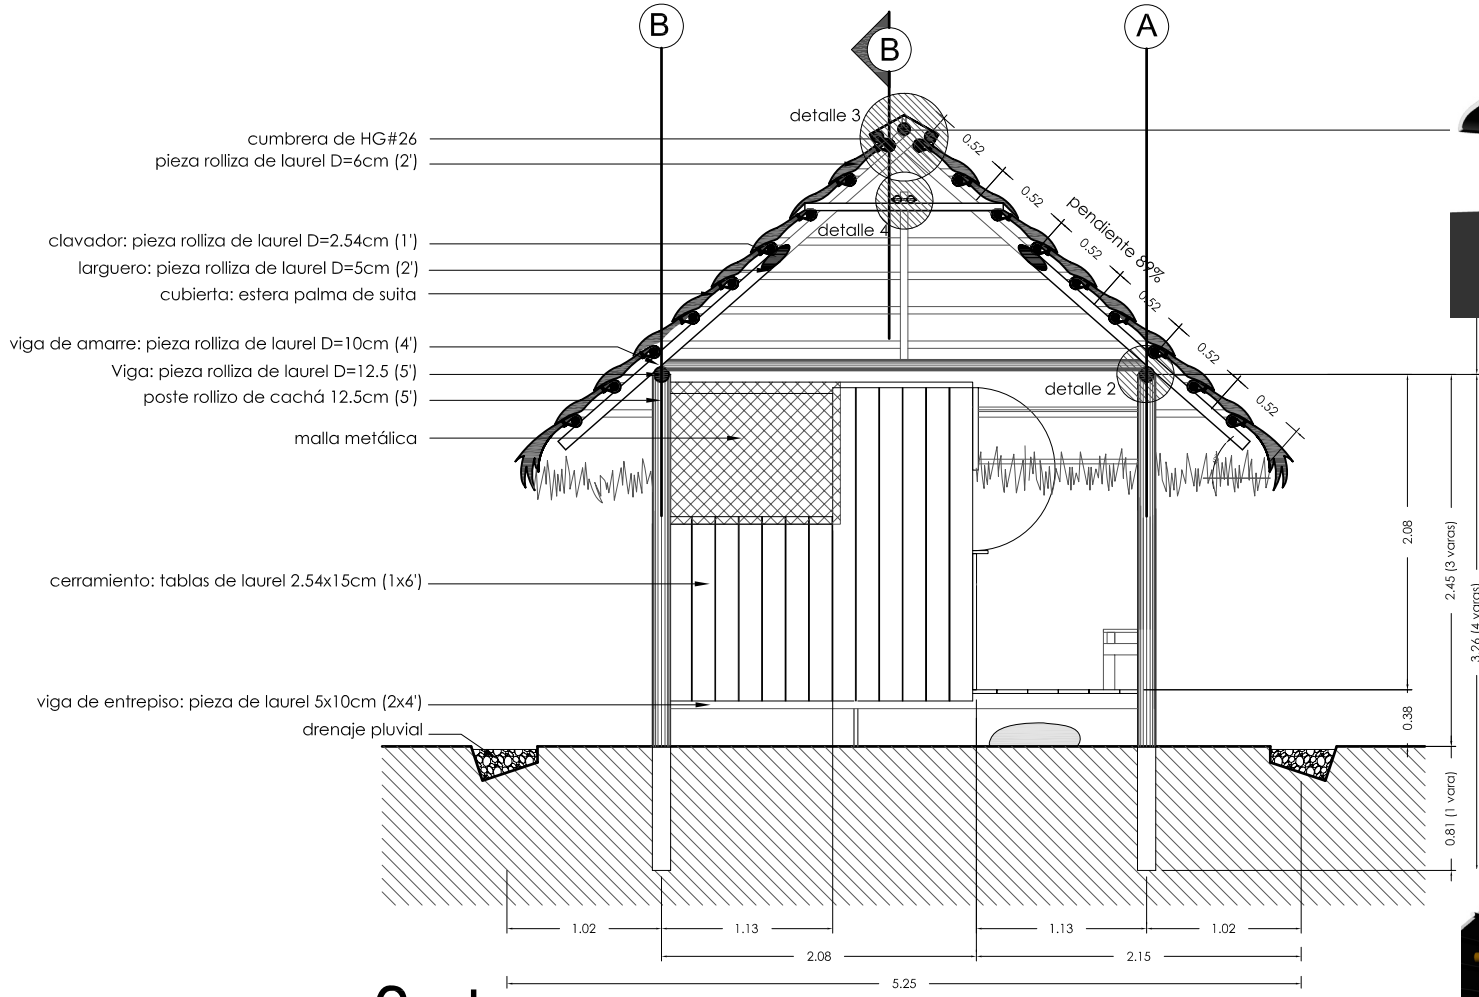 B
B
A
detalle 3
cumbrera de HG#26
pieza rolliza de laurel D=6cm (2')
0.52
0.52
pendiente 89%
detalle 4
clavador: pieza rolliza de laurel D=2.54cm (1')
0.52
larguero: pieza rolliza de laurel D=5cm (2')
cubierta: estera palma de suita
0.52
viga de amarre: pieza rolliza de laurel D=10cm (4')
0.52
Viga: pieza rolliza de laurel D=12.5 (5')
detalle 2
poste rollizo de cachá 12.5cm (5')
0.52
malla metálica
2.08
2.45 (3 varas)
3.26 (4 varas)
cerramiento: tablas de laurel 2.54x15cm (1x6')
viga de entrepiso: pieza de laurel 5x10cm (2x4')
0.38
drenaje pluvial
0.81 (1 vara)
1.02
1.13
1.13
1.02
2.08
2.15
5.25